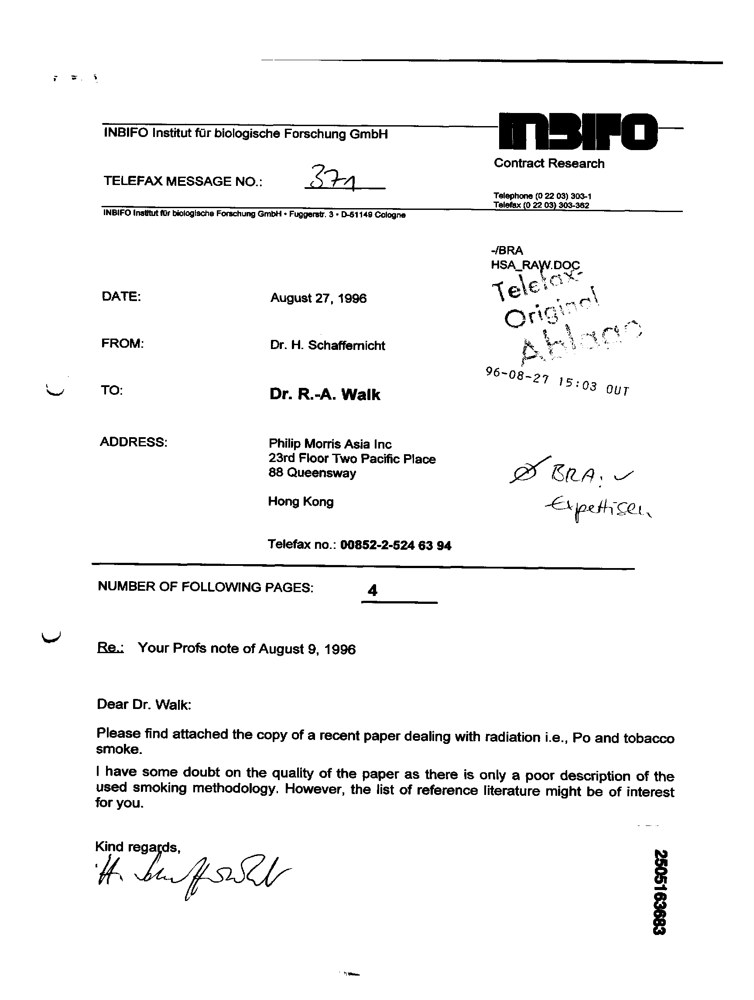 INBIFO Institut für biologische Forschung GmbH
INBIFO
Contract Research
TELEFAX MESSAGE NO.: 371
Telephone (0 22 03) 303-1
Telefax (0 22 03) 303-362
INBIFO Institut für biologische Forschung GmbH · Fuggerstr. 3 · D-51149 Cologne
-/BRA
HSA_RAW.DOC
Telefax-
Original
Ablage
96-08-27 15:03 OUT
DATE: August 27, 1996
FROM: Dr. H. Schaffernicht
TO: Dr. R.-A. Walk
ADDRESS: Philip Morris Asia Inc
23rd Floor Two Pacific Place
88 Queensway
Hong Kong
BRA, ✓
Expertisen
Telefax no.: 00852-2-524 63 94
NUMBER OF FOLLOWING PAGES: 4
Re.: Your Profs note of August 9, 1996
Dear Dr. Walk:
Please find attached the copy of a recent paper dealing with radiation i.e., Po and tobacco
smoke.
I have some doubt on the quality of the paper as there is only a poor description of the
used smoking methodology. However, the list of reference literature might be of interest
for you.
Kind regards,
2505163683